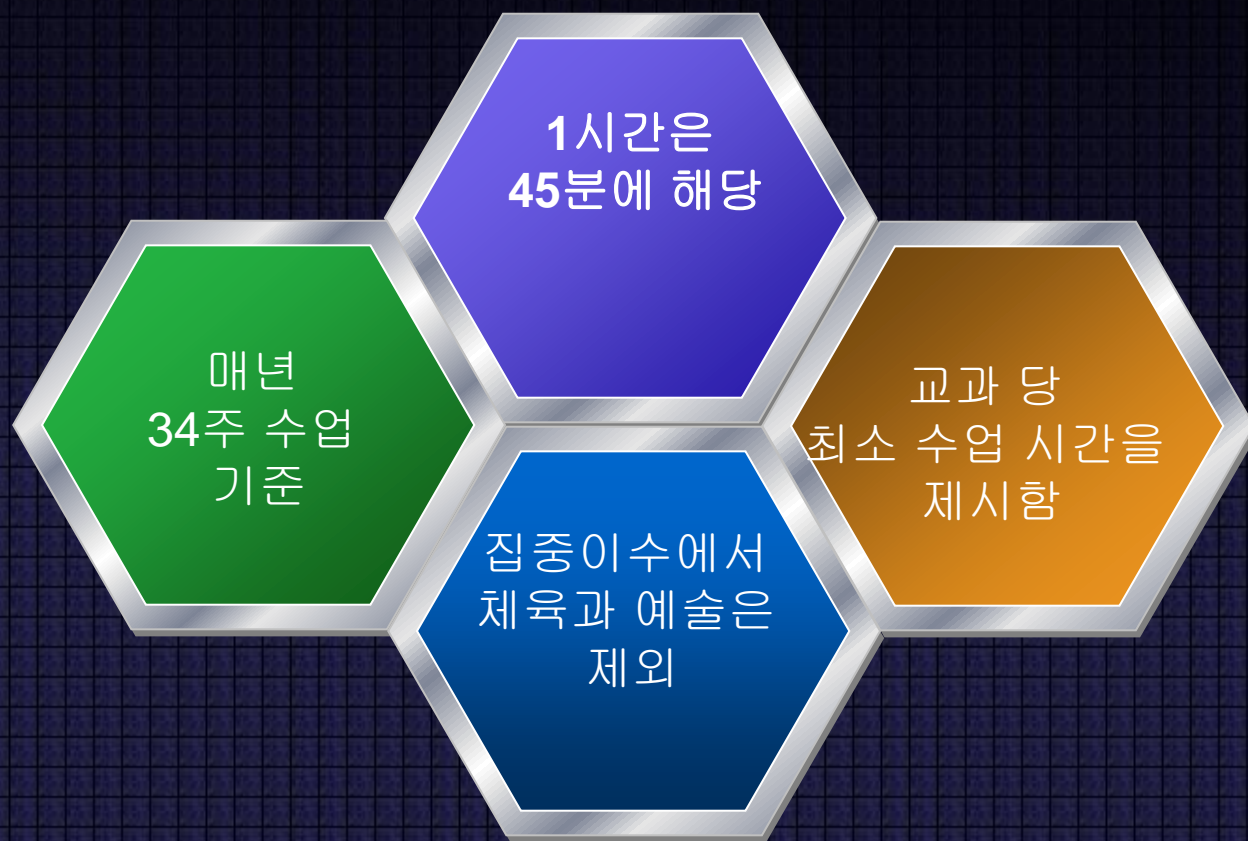 1시간은
45분에 해당
매년
34주 수업
기준
교과 당
최소 수업 시간을
제시함
집중이수에서
체육과 예술은
제외